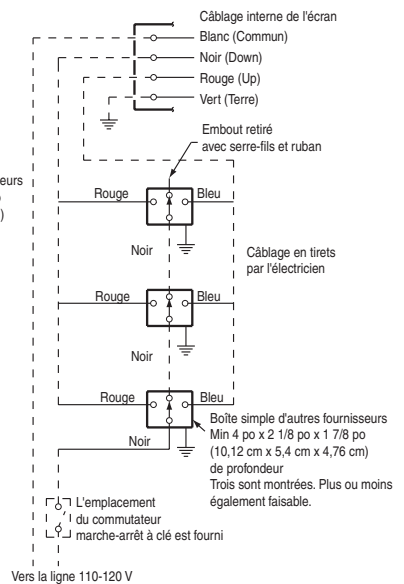 Câblage interne de l'écran
Blanc (Commun)
Noir (Down)
Rouge (Up)
Vert (Terre)
Embout retiré
avec serre-fils et ruban
eurs
)
Rouge
Bleu
Noir
Câblage en tirets
par l'électricien
Rouge
Bleu
Noir
Rouge
Bleu
Boîte simple d'autres fournisseurs
Min 4 po x 2 1/8 po x 1 7/8 po
(10,12 cm x 5,4 cm x 4,76 cm)
de profondeur
Trois sont montrées. Plus ou moins
également faisable.
Noir
L'emplacement
du commutateur
marche-arrêt à clé est fourni
Vers la ligne 110-120 V